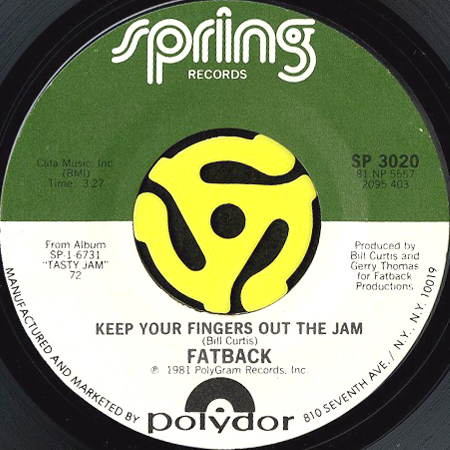 spring
RECORDS
Clita Music, Inc.
(BMI)
Time: 3:27
SP 3020
81 NP 5557
2095 403
From Album
SP-1-6731
"TASTY JAM"
72
Produced by
Bill Curtis and
Gerry Thomas
for Fatback
Productions
KEEP YOUR FINGERS OUT THE JAM
(Bill Curtis)
FATBACK
℗ 1981 PolyGram Records, Inc.
MANUFACTURED AND MARKETED BY
polydor
810 SEVENTH AVE. / N.Y., N.Y. 10019